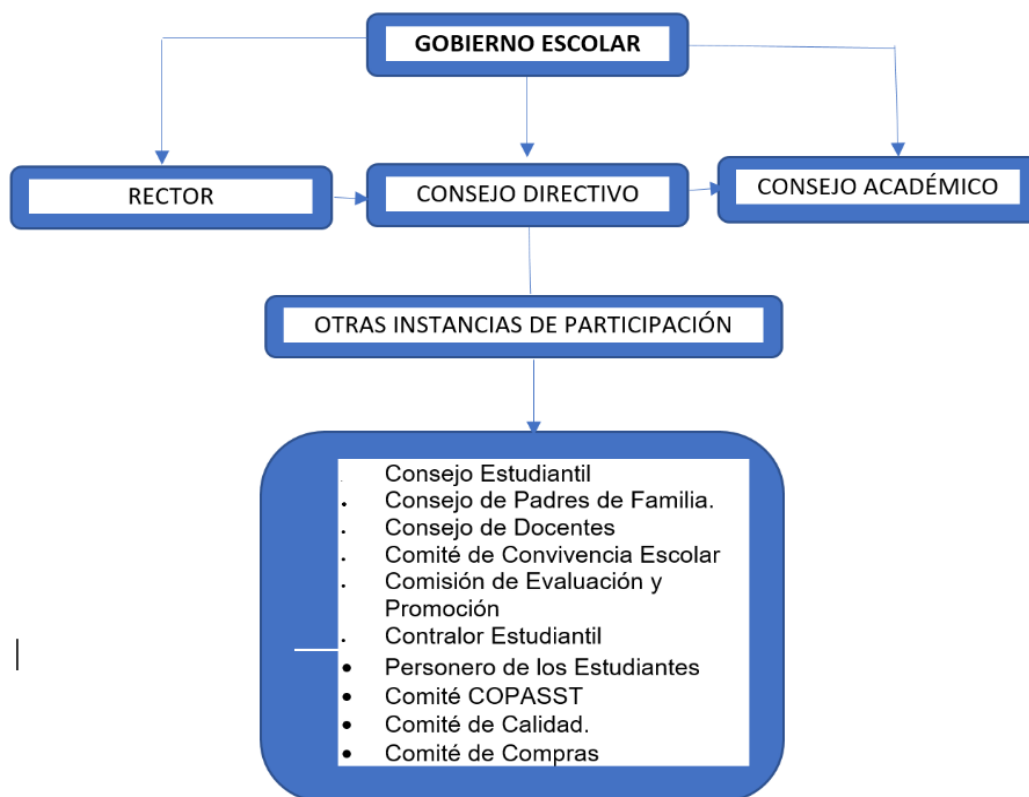 GOBIERNO ESCOLAR
RECTOR
CONSEJO DIRECTIVO
CONSEJO ACADÉMICO
OTRAS INSTANCIAS DE PARTICIPACIÓN
. Consejo Estudiantil
. Consejo de Padres de Familia.
. Consejo de Docentes
. Comité de Convivencia Escolar
. Comisión de Evaluación y
Promoción
. Contralor Estudiantil
• Personero de los Estudiantes
• Comité COPASST
• Comité de Calidad.
• Comité de Compras